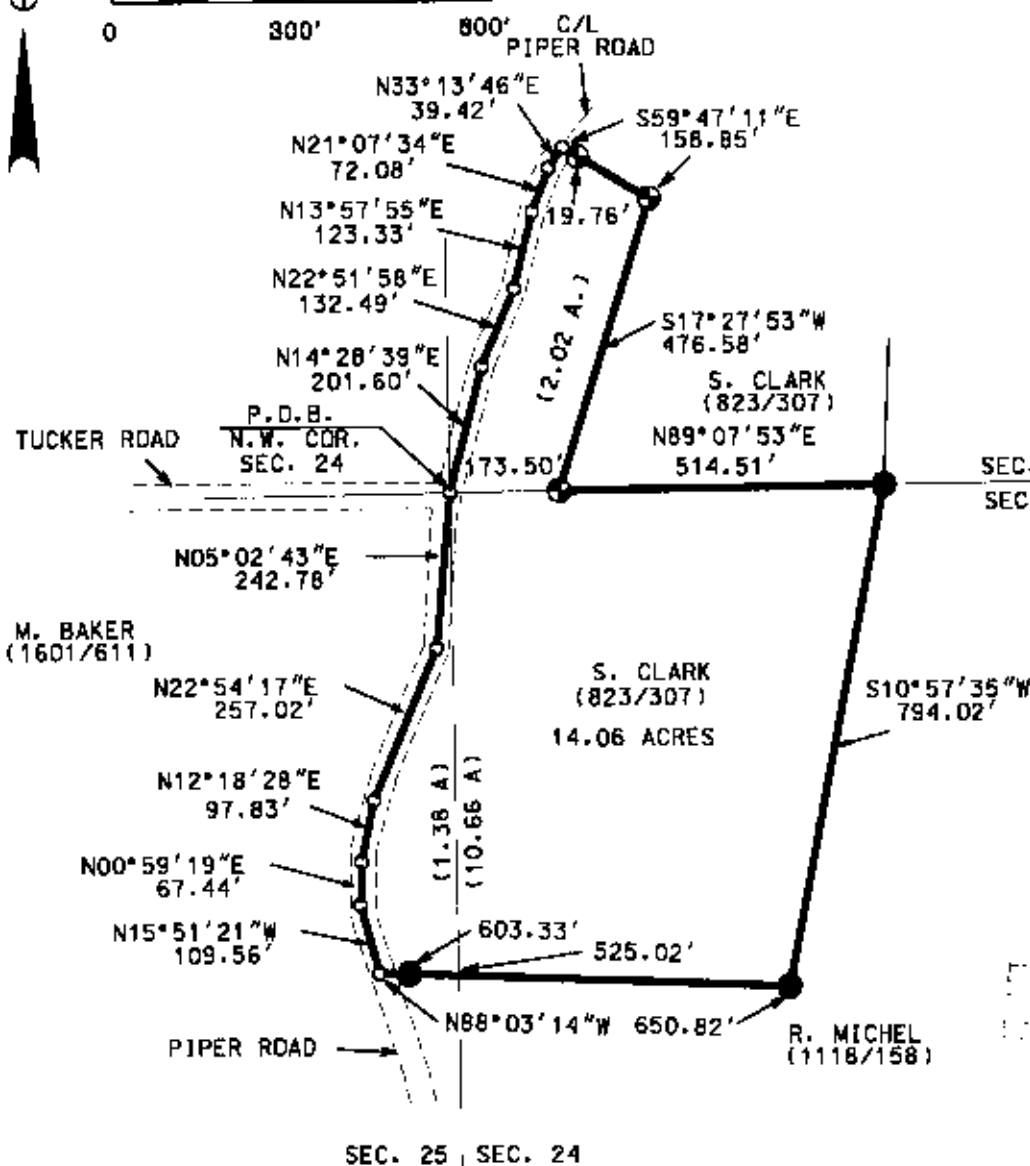 0 300' 600' C/L
PIPER ROAD
N33°13'46"E
39.42'
S59°47'11"E
158.85'
N21°07'34"E
72.08'
N13°57'55"E
123.33'
19.76'
N22°51'58"E
132.49'
(2.02 A.)
S17°27'53"W
476.58'
N14°28'39"E
201.60'
S. CLARK
(823/307)
P.O.B.
N.W. COR.
SEC. 24
TUCKER ROAD
173.50'
N89°07'53"E
514.51'
SEC.
SEC
N05°02'43"E
242.78'
M. BAKER
(1601/611)
N22°54'17"E
257.02'
S. CLARK
(823/307)
14.06 ACRES
S10°57'35"W
794.02'
N12°18'28"E
97.83'
(1.38 A)
(10.66 A)
N00°59'19"E
67.44'
N15°51'21"W
109.56'
603.33'
525.02'
N88°03'14"W 650.82'
PIPER ROAD
R. MICHEL
(1118/158)
SEC. 25 SEC. 24